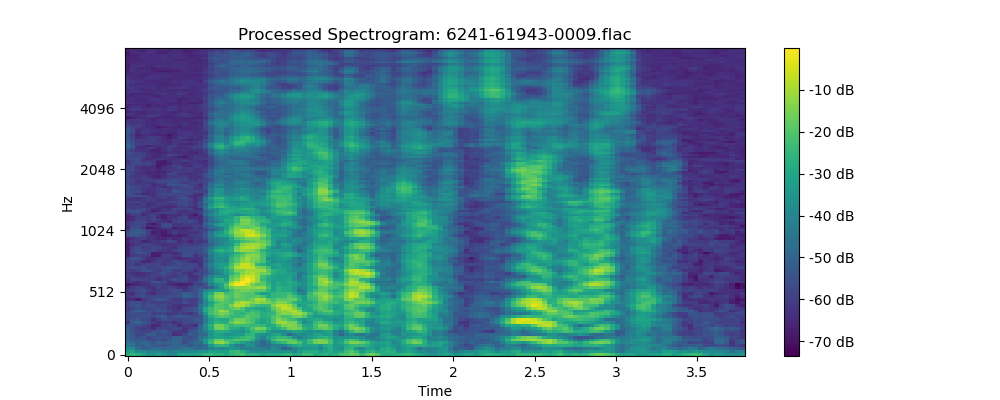 Processed Spectrogram: 6241-61943-0009.flac
Hz
4096
2048
1024
512
0
0
0.5
1
1.5
2
2.5
3
3.5
Time
-10 dB
-20 dB
-30 dB
-40 dB
-50 dB
-60 dB
-70 dB